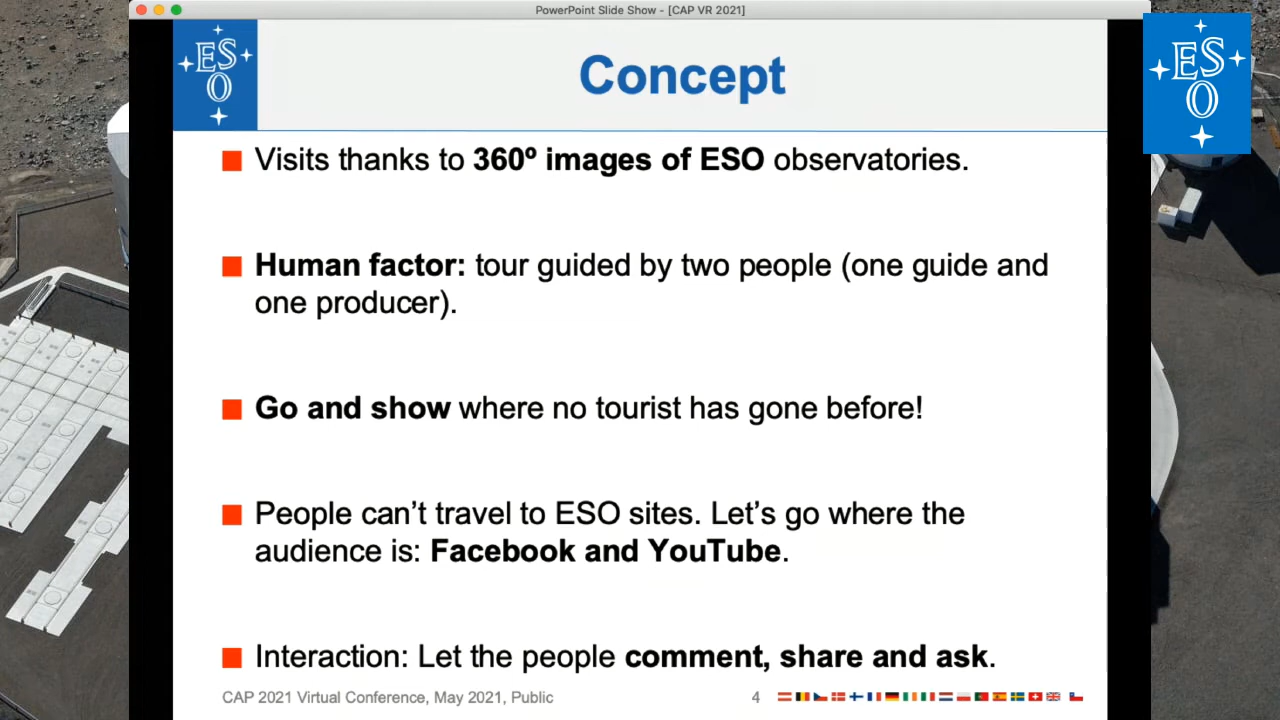 PowerPoint Slide Show - [CAP VR 2021]
ESO
ESO
Concept
Visits thanks to 360º images of ESO observatories.
Human factor: tour guided by two people (one guide and
one producer).
Go and show where no tourist has gone before!
People can’t travel to ESO sites. Let’s go where the
audience is: Facebook and YouTube.
Interaction: Let the people comment, share and ask.
CAP 2021 Virtual Conference, May 2021, Public
4